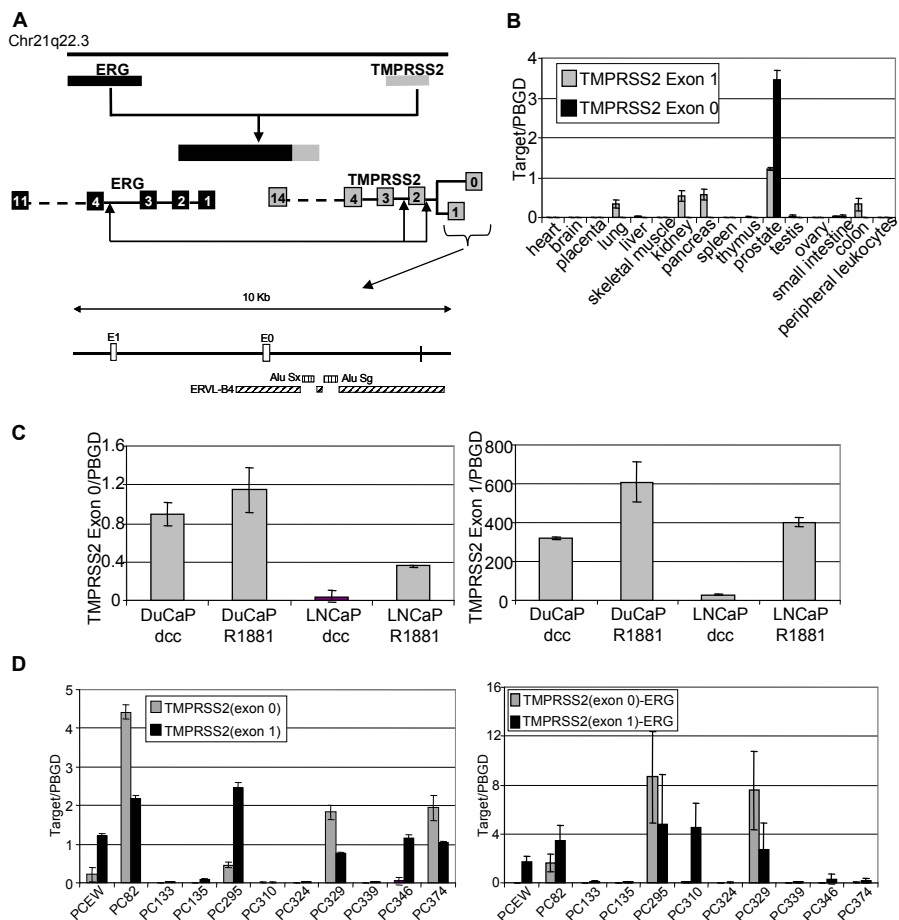 A
Chr21q22.3
ERG
TMPRSS2
ERG
TMPRSS2
11
4
3
2
1
14
4
3
2
0
1
10 Kb
E1
E0
Alu Sx
Alu Sg
ERVL-B4
B
TMPRSS2 Exon 1
TMPRSS2 Exon 0
Target/PBGD
4
3
2
1
0
heart
brain
placenta
lung
liver
skeletal muscle
kidney
pancreas
spleen
thymus
prostate
testis
ovary
small intestine
colon
peripheral leukocytes
C
TMPRSS2 Exon 0/PBGD
1.6
1.2
0.8
0.4
0
DuCaP dcc
DuCaP R1881
LNCaP dcc
LNCaP R1881
TMPRSS2 Exon 1/PBGD
800
600
400
200
0
DuCaP dcc
DuCaP R1881
LNCaP dcc
LNCaP R1881
D
TMPRSS2(exon 0)
TMPRSS2(exon 1)
Target/PBGD
5
4
3
2
1
0
PCEW
PC82
PC133
PC135
PC295
PC310
PC324
PC329
PC339
PC346
PC374
TMPRSS2(exon 0)-ERG
TMPRSS2(exon 1)-ERG
Target/PBGD
16
12
8
4
0
PCEW
PC82
PC133
PC135
PC295
PC310
PC324
PC329
PC339
PC346
PC374